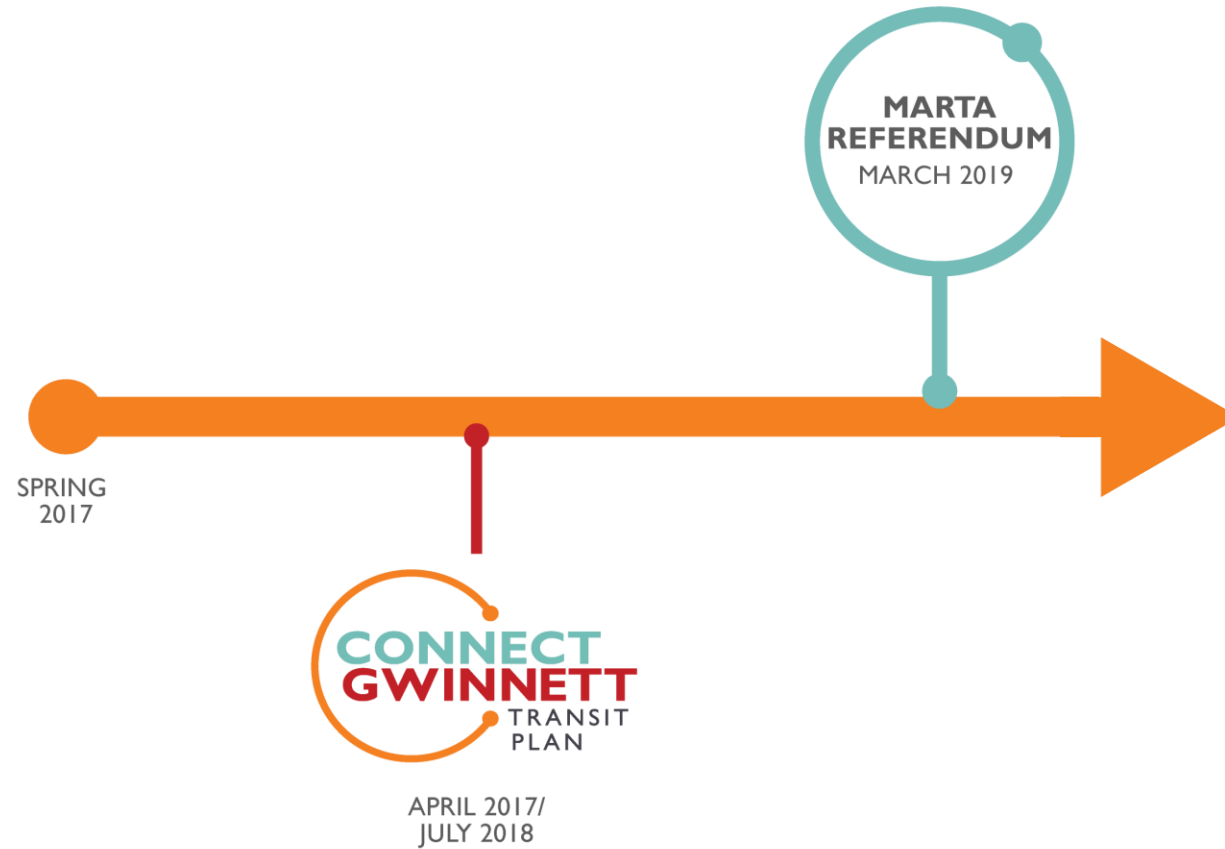 MARTA
REFERENDUM
MARCH 2019
SPRING
2017
CONNECT
GWINNETT
TRANSIT
PLAN
APRIL 2017/
JULY 2018